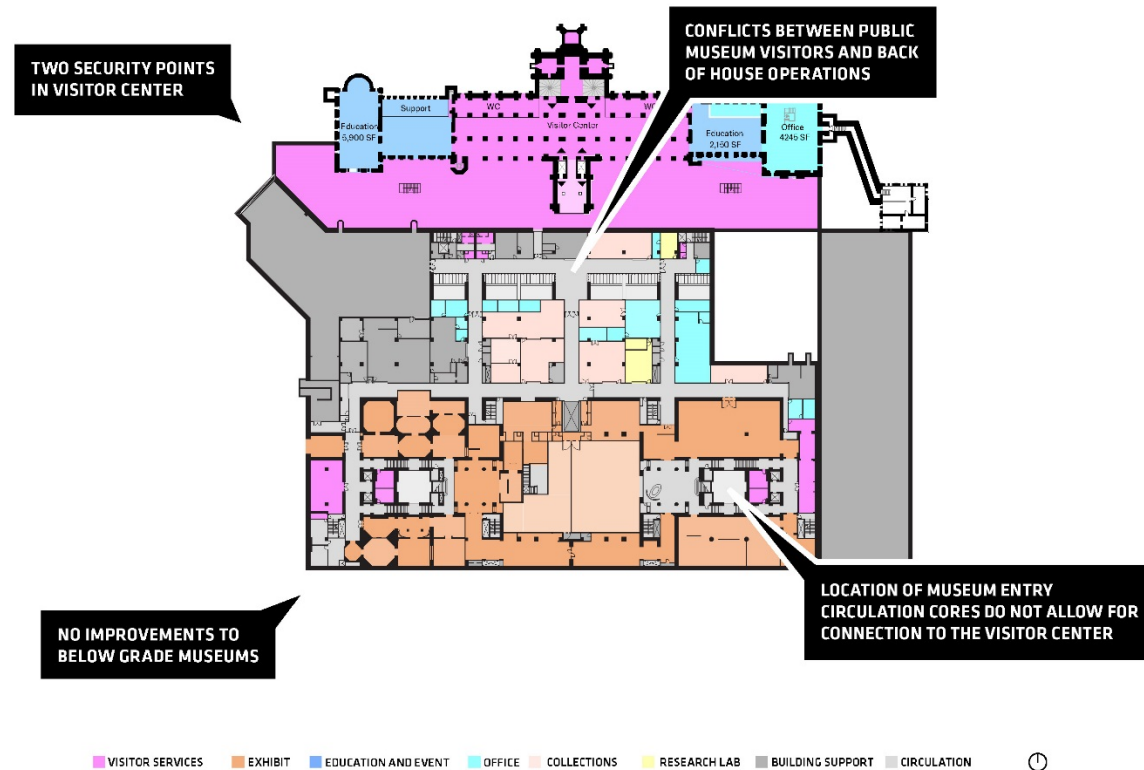 CONFLICTS BETWEEN PUBLIC
MUSEUM VISITORS AND BACK
OF HOUSE OPERATIONS
TWO SECURITY POINTS
IN VISITOR CENTER
Support
WC
WC
Visitor Center
Education
5,900 SF
Education
2,150 SF
Office
4245 SF
LOCATION OF MUSEUM ENTRY
CIRCULATION CORES DO NOT ALLOW FOR
CONNECTION TO THE VISITOR CENTER
NO IMPROVEMENTS TO
BELOW GRADE MUSEUMS
VISITOR SERVICES EXHIBIT EDUCATION AND EVENT OFFICE COLLECTIONS RESEARCH LAB BUILDING SUPPORT CIRCULATION